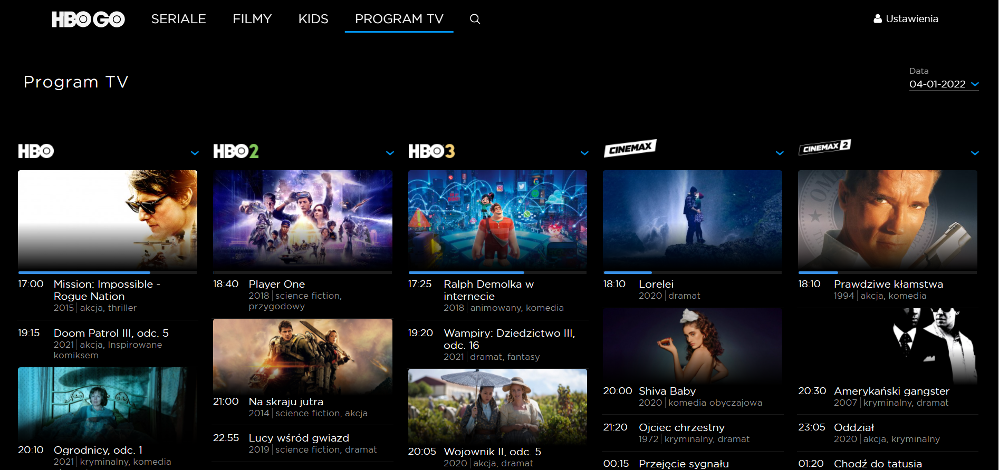 HBO GO SERIALE FILMY KIDS PROGRAM TV Ustawienia
Program TV
Data
04-01-2022
HBO
17:00 Mission: Impossible -
Rogue Nation
2015 | akcja, thriller
19:15 Doom Patrol III, odc. 5
2021 | akcja, Inspirowane
komiksem
20:10 Ogrodnicy, odc. 1
2021 | kryminalny, komedia
HBO2
18:40 Player One
2018 | science fiction,
przygodowy
21:00 Na skraju jutra
2014 | science fiction, akcja
22:55 Lucy wśród gwiazd
2019 | science fiction, dramat
HBO3
17:25 Ralph Demolka w
internecie
2018 | animowany, komedia
19:20 Wampiry: Dziedzictwo III,
odc. 16
2021 | dramat, fantasy
20:05 Wojownik II, odc. 5
2020 | akcja, dramat
CINEMAX
18:10 Lorelei
2020 | dramat
20:00 Shiva Baby
2020 | komedia obyczajowa
21:20 Ojciec chrzestny
1972 | kryminalny, dramat
00:15 Przejęcie sygnału
CINEMAX 2
18:10 Prawdziwe kłamstwa
1994 | akcja, komedia
20:30 Amerykański gangster
2007 | kryminalny, dramat
23:05 Oddział
2020 | akcja, kryminalny
01:20 Chodź do tatusia